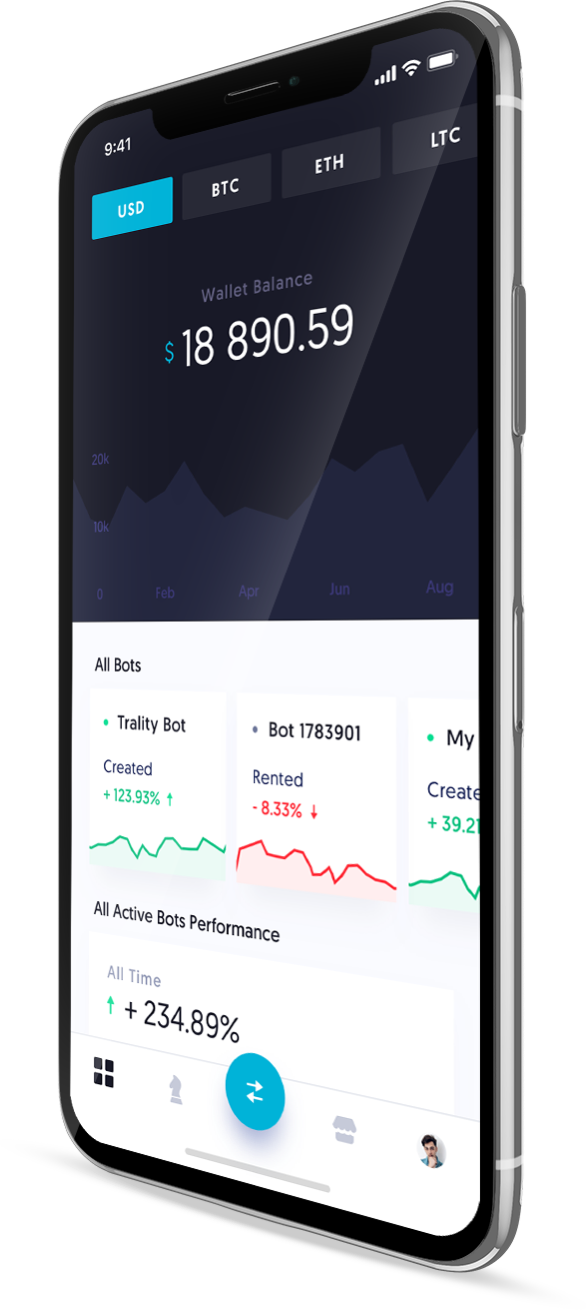 9:41
USD BTC ETH LTC
Wallet Balance
$ 18 890.59
20k
10k
0 Feb Apr Jun Aug
All Bots
Trality Bot Bot 1783901 My
Created Rented Create
+ 123.93% ↑ - 8.33% ↓ + 39.21
All Active Bots Performance
All Time
↑ + 234.89%